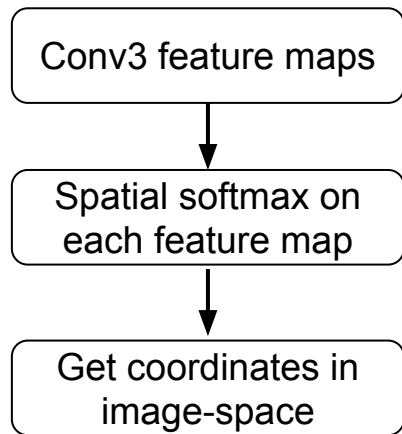 Conv3 feature maps
Spatial softmax on
each feature map
Get coordinates in
image-space